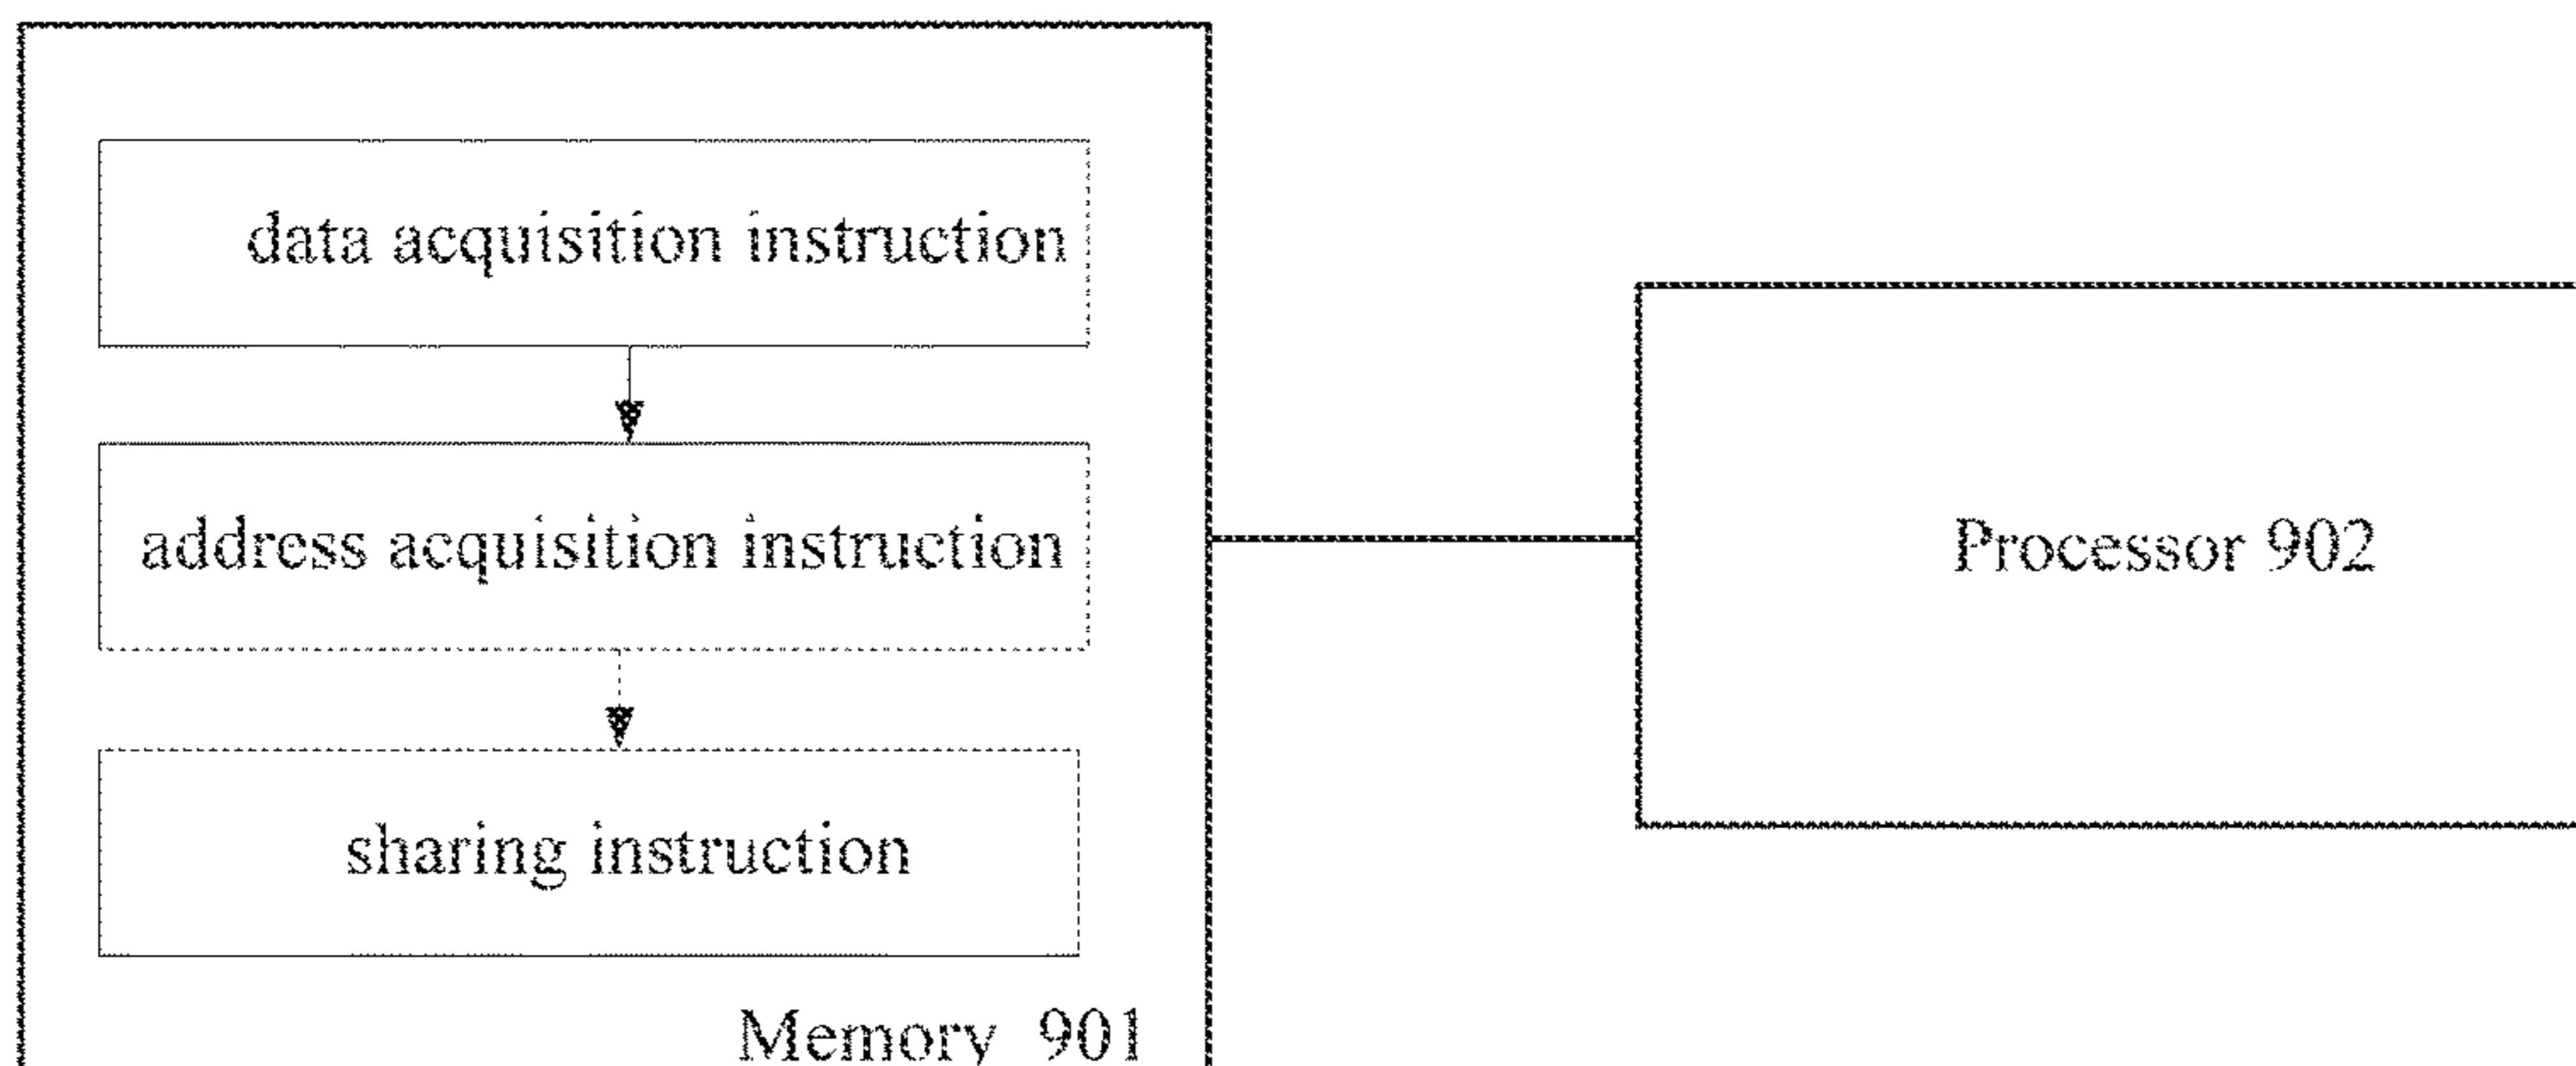 data acquisition instruction
address acquisition instruction
Processor 902
sharing instruction
Memory 901